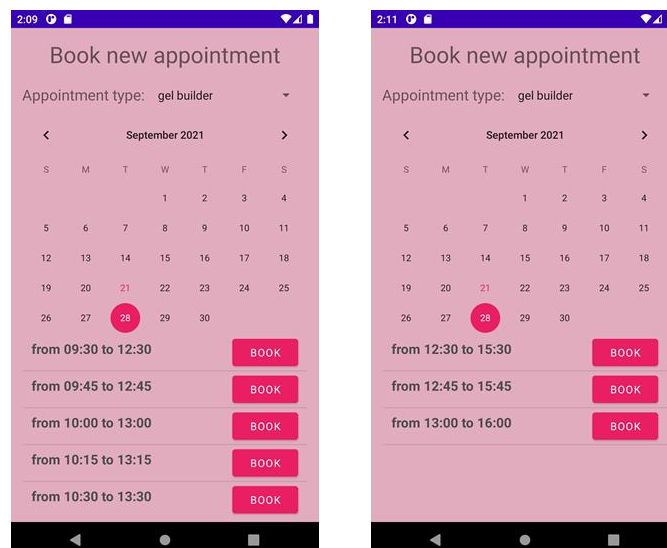 2:09
Book new appointment
Appointment type: gel builder
September 2021
S M T W T F S
1 2 3 4
5 6 7 8 9 10 11
12 13 14 15 16 17 18
19 20 21 22 23 24 25
26 27 28 29 30
from 09:30 to 12:30 BOOK
from 09:45 to 12:45 BOOK
from 10:00 to 13:00 BOOK
from 10:15 to 13:15 BOOK
from 10:30 to 13:30 BOOK
2:11
Book new appointment
Appointment type: gel builder
September 2021
S M T W T F S
1 2 3 4
5 6 7 8 9 10 11
12 13 14 15 16 17 18
19 20 21 22 23 24 25
26 27 28 29 30
from 12:30 to 15:30 BOOK
from 12:45 to 15:45 BOOK
from 13:00 to 16:00 BOOK